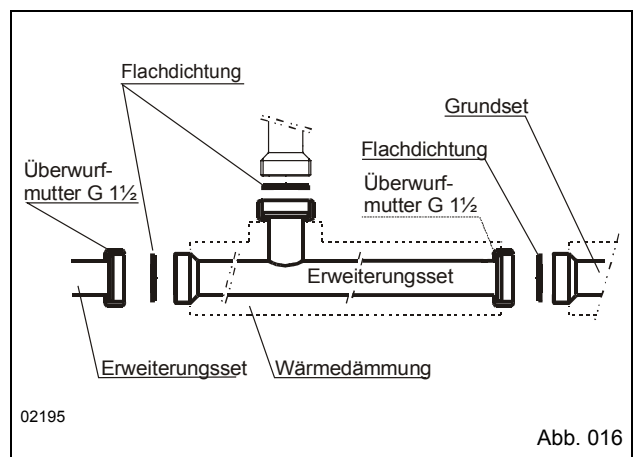 Flachdichtung
Grundset
Flachdichtung
Überwurf-
mutter G 1½
Überwurf-
mutter G 1½
Erweiterungsset
Erweiterungsset
Wärmedämmung
02195
Abb. 016